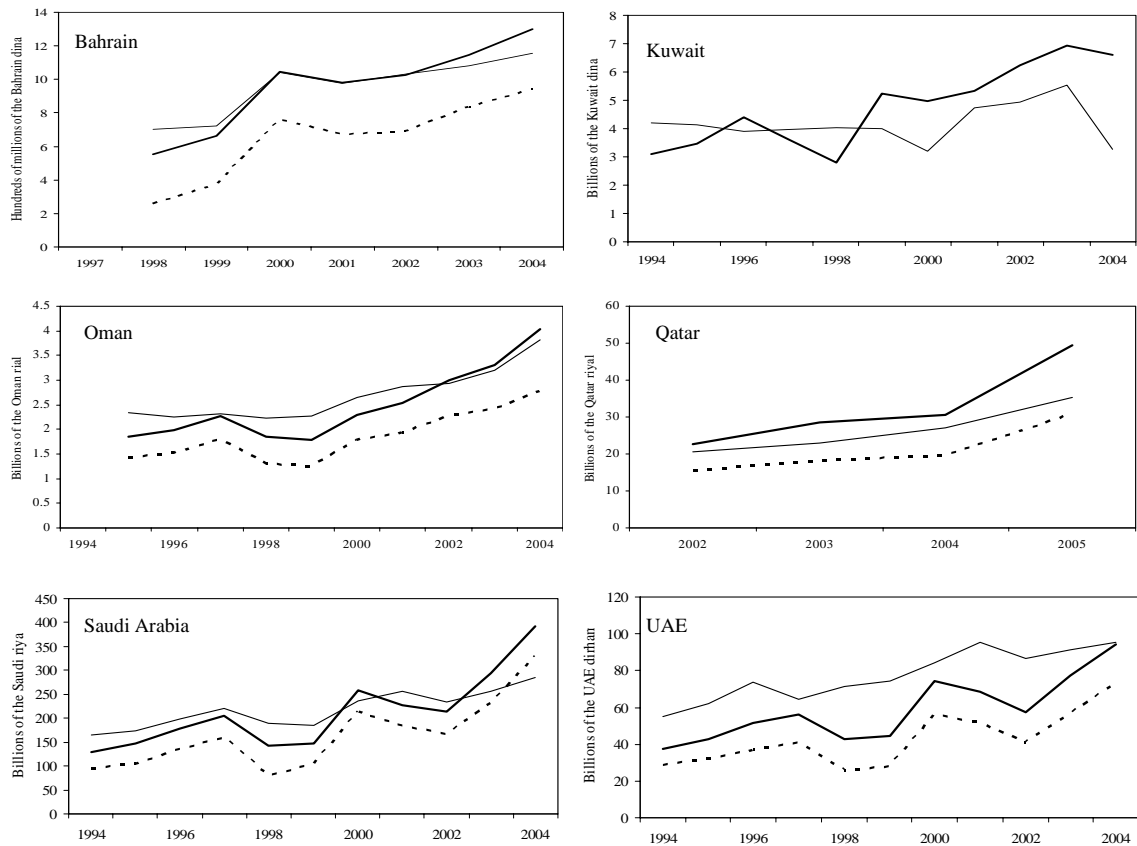 Bahrain
Hundreds of millions of the Bahrain dina
14
12
10
8
6
4
2
0
1997 1998 1999 2000 2001 2002 2003 2004
Kuwait
Billions of the Kuwait dina
8
7
6
5
4
3
2
1
0
1994 1996 1998 2000 2002 2004
Oman
Billions of the Oman rial
4.5
4
3.5
3
2.5
2
1.5
1
0.5
0
1994 1996 1998 2000 2002 2004
Qatar
Billions of the Qatar riyal
60
50
40
30
20
10
0
2002 2003 2004 2005
Saudi Arabia
Billions of the Saudi riya
450
400
350
300
250
200
150
100
50
0
1994 1996 1998 2000 2002 2004
UAE
Billions of the UAE dirhan
120
100
80
60
40
20
0
1994 1996 1998 2000 2002 2004